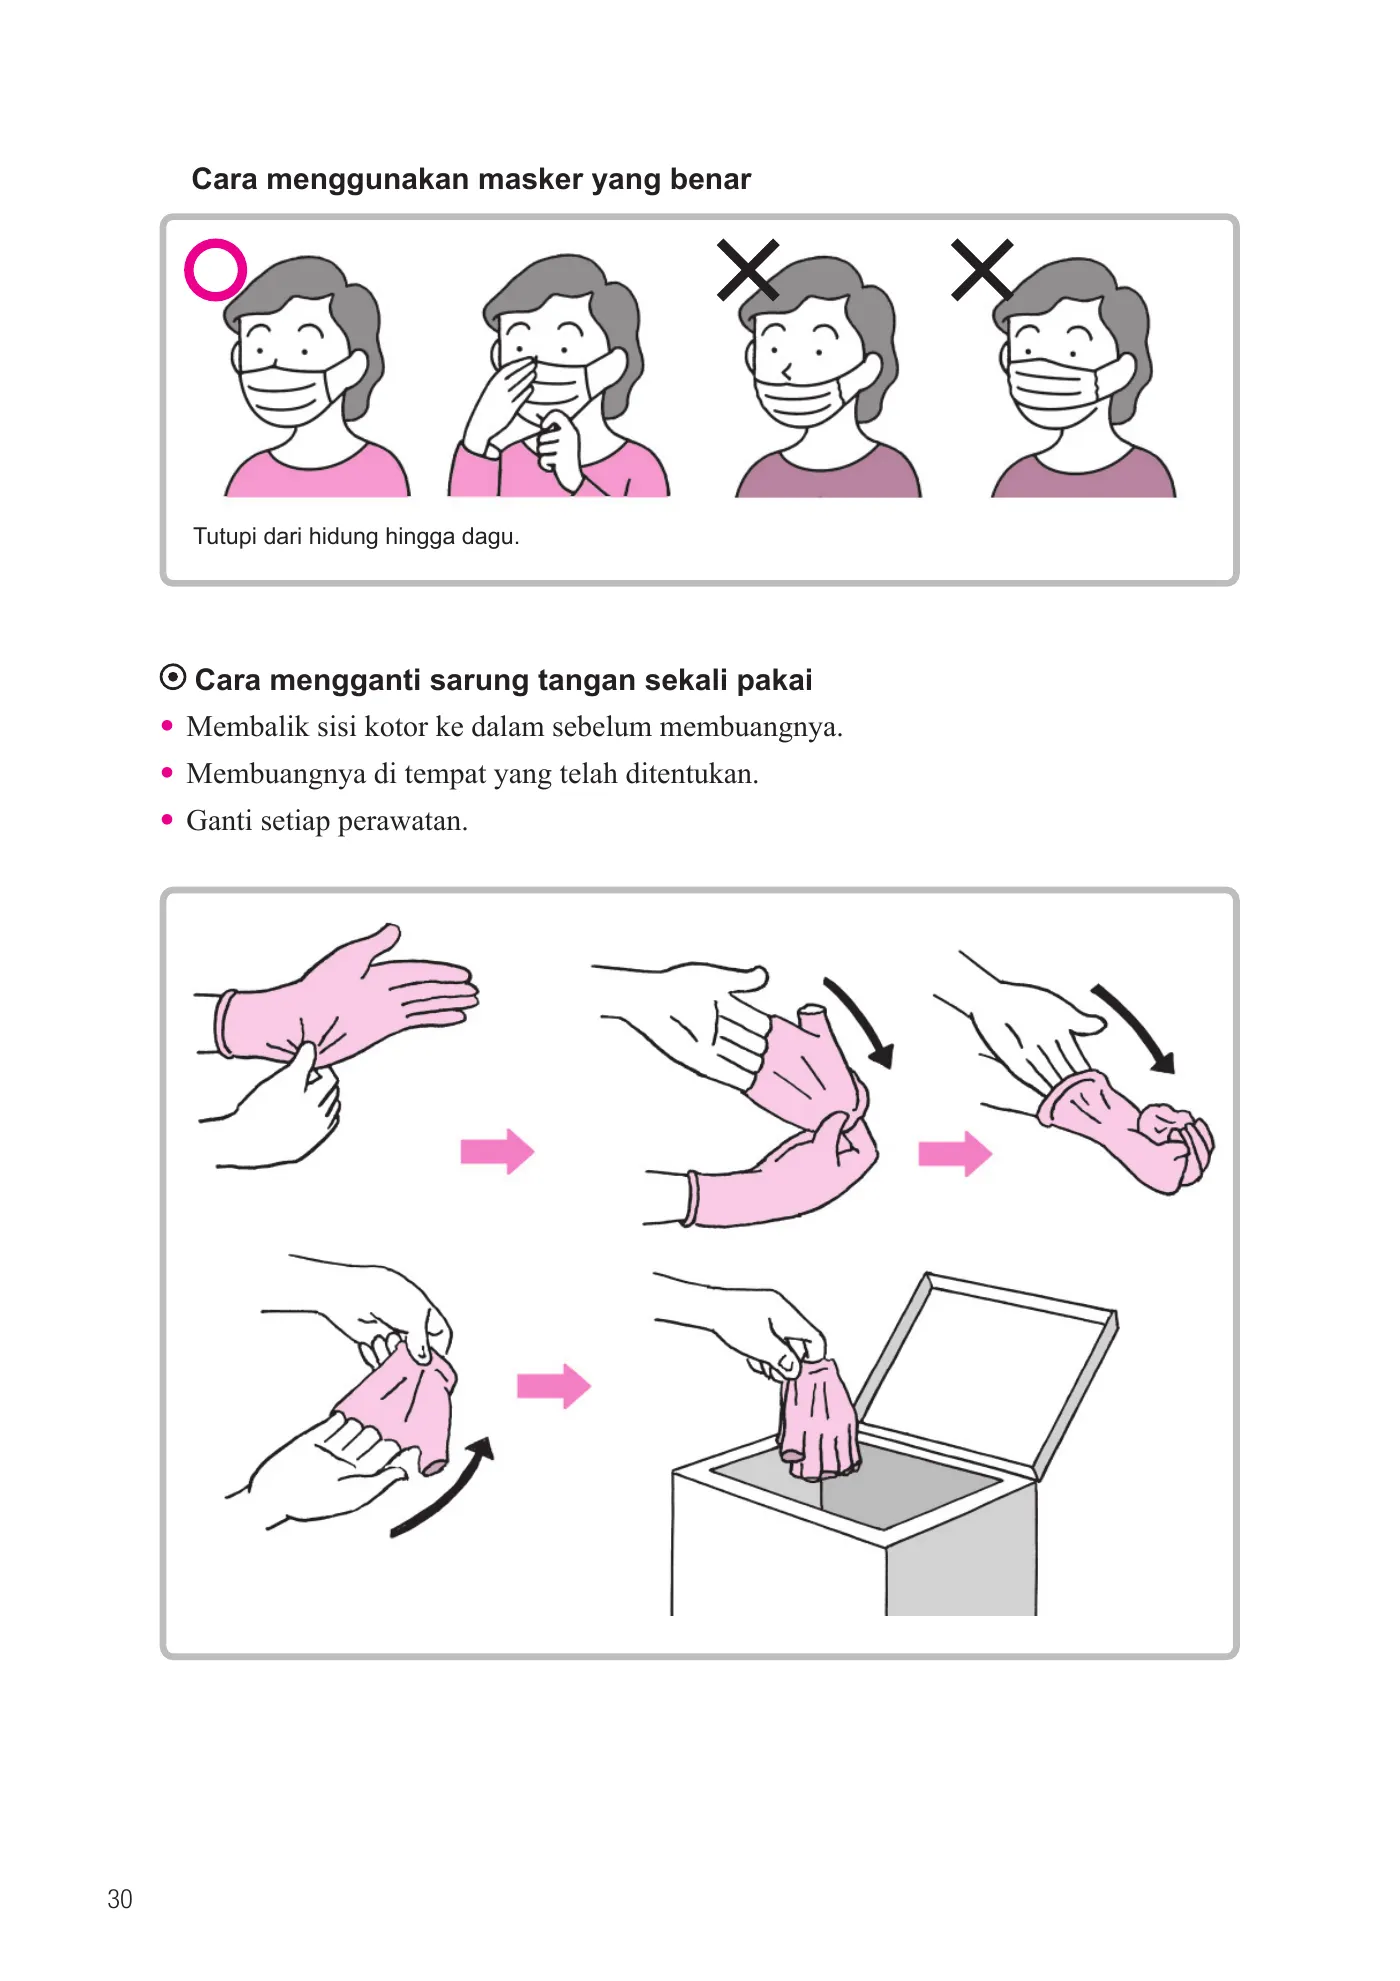 Cara menggunakan masker yang benar
Tutupi dari hidung hingga dagu.
Cara mengganti sarung tangan sekali pakai
• Membalik sisi kotor ke dalam sebelum membuangnya.
• Membuangnya di tempat yang telah ditentukan.
• Ganti setiap perawatan.
30